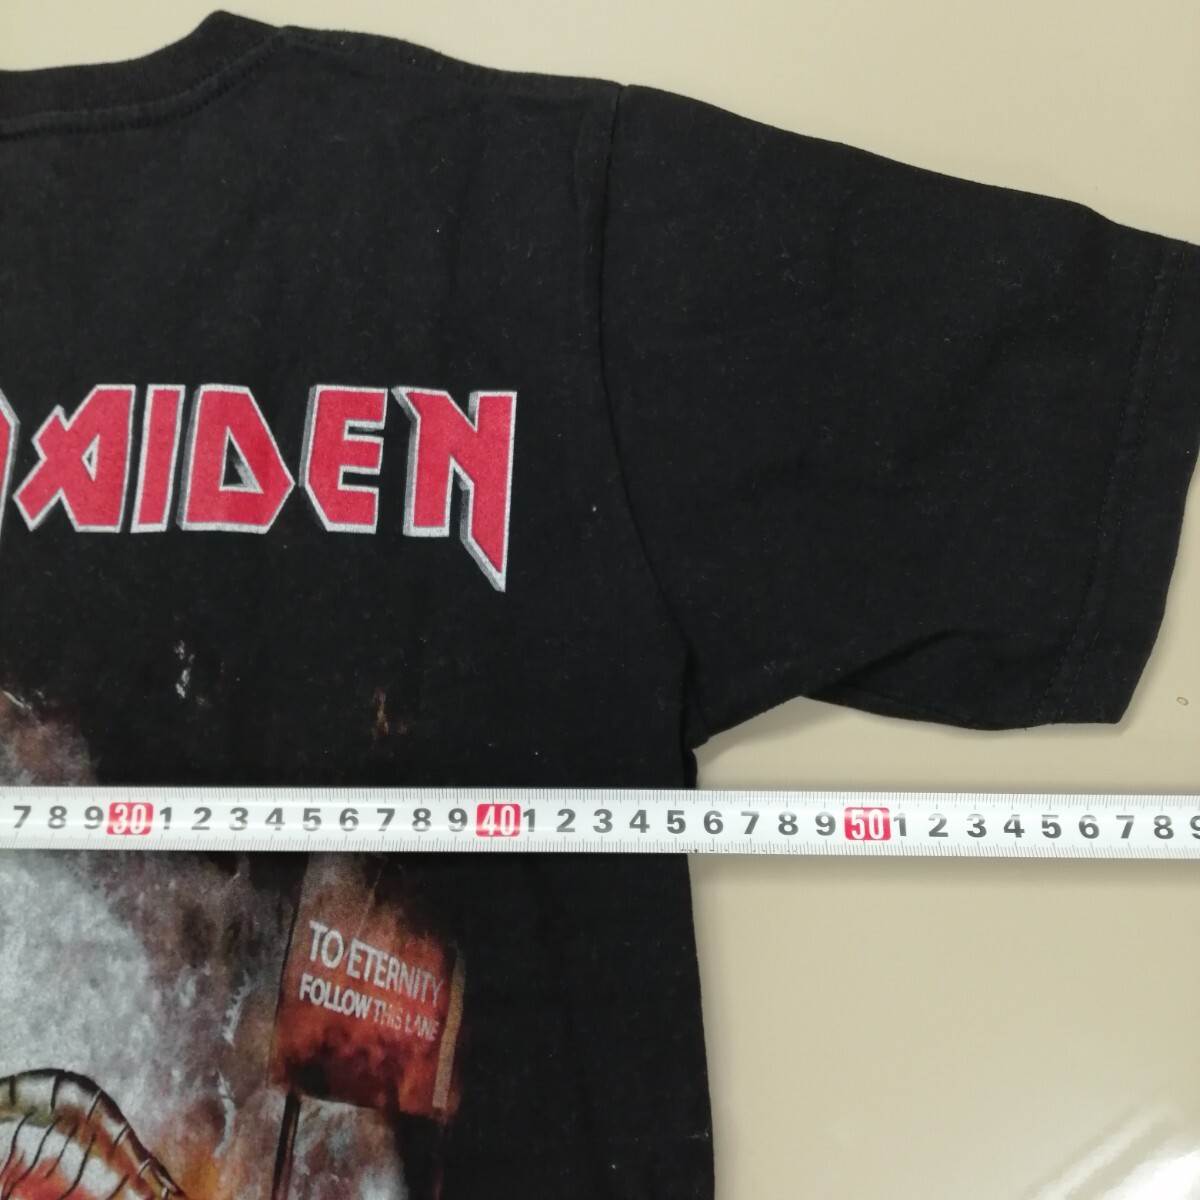 MAIDEN
7 8 9 30 1 2 3 4 5 6 7 8 9 40 1 2 3 4 5 6 7 8 9 50 1 2 3 4 5 6 7 8 9
TO ETERNITY
FOLLOW THIS LANE